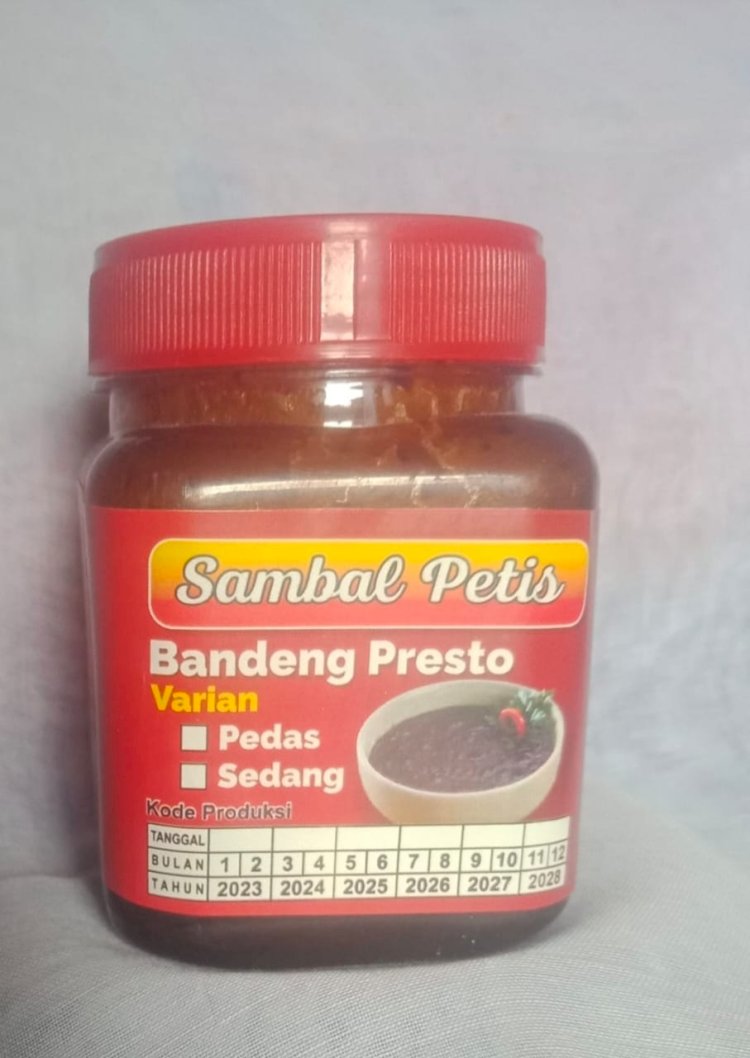 Sambal Petis
Bandeng Presto
Varian
Pedas
Sedang
Kode Produksi
TANGGAL
BULAN 1 2 3 4 5 6 7 8 9 10 11 12
TAHUN 2023 2024 2025 2026 2027 2028